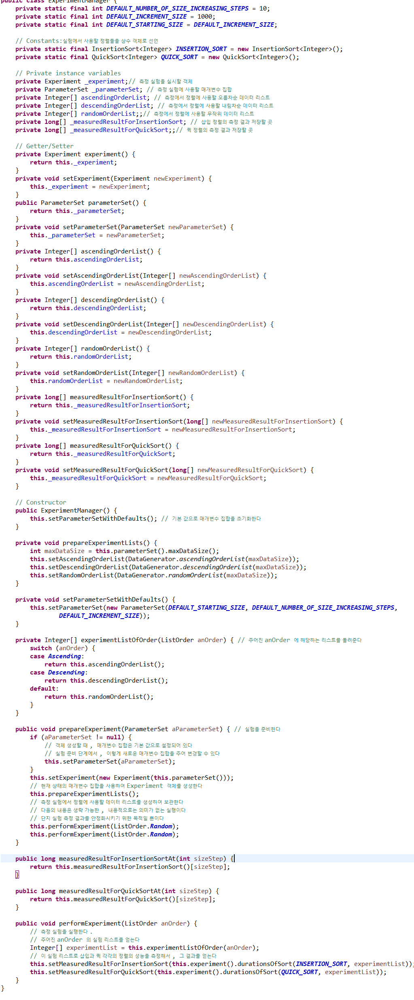 public class ExperimentManager {
    private static final int DEFAULT_NUMBER_OF_SIZE_INCREASING_STEPS = 10;
    private static final int DEFAULT_INCREMENT_SIZE = 1000;
    private static final int DEFAULT_STARTING_SIZE = DEFAULT_INCREMENT_SIZE;

    // Constants:실험에서 사용할 정렬들을 상수 객체로 선언
    private static final InsertionSort<Integer> INSERTION_SORT = new InsertionSort<Integer>();
    private static final QuickSort<Integer> QUICK_SORT = new QuickSort<Integer>();

    // Private instance variables
    private Experiment _experiment;// 측정 실험을 실시할 객체
    private ParameterSet _parameterSet; // 측정 실험에 사용할 매개변수 집합
    private Integer[] ascendingOrderList; // 측정에서 정렬에 사용할 오름차순 데이터 리스트
    private Integer[] descendingOrderList; // 측정에서 정렬에 사용할 내림차순 데이터 리스트
    private Integer[] randomOrderList;;// 측정에서 정렬에 사용할 무작위 데이터 리스트
    private long[] _measuredResultForInsertionSort; // 삽입 정렬의 측정 결과 저장할 곳
    private long[] _measuredResultForQuickSort;;// 퀵 정렬의 측정 결과 저장할 곳

    // Getter/Setter
    private Experiment experiment() {
        return this._experiment;
    }
    private void setExperiment(Experiment newExperiment) {
        this._experiment = newExperiment;
    }
    public ParameterSet parameterSet() {
        return this._parameterSet;
    }
    private void setParameterSet(ParameterSet newParameterSet) {
        this._parameterSet = newParameterSet;
    }
    private Integer[] ascendingOrderList() {
        return this.ascendingOrderList;
    }
    private void setAscendingOrderList(Integer[] newAscendingOrderList) {
        this.ascendingOrderList = newAscendingOrderList;
    }
    private Integer[] descendingOrderList() {
        return this.descendingOrderList;
    }
    private void setDescendingOrderList(Integer[] newDescendingOrderList) {
        this.descendingOrderList = newDescendingOrderList;
    }
    private Integer[] randomOrderList() {
        return this.randomOrderList;
    }
    private void setRandomOrderList(Integer[] newRandomOrderList) {
        this.randomOrderList = newRandomOrderList;
    }
    private long[] measuredResultForInsertionSort() {
        return this._measuredResultForInsertionSort;
    }
    private void setMeasuredResultForInsertionSort(long[] newMeasuredResultForInsertionSort) {
        this._measuredResultForInsertionSort = newMeasuredResultForInsertionSort;
    }
    private long[] measuredResultForQuickSort() {
        return this._measuredResultForQuickSort;
    }
    private void setMeasuredResultForQuickSort(long[] newMeasuredResultForQuickSort) {
        this._measuredResultForQuickSort = newMeasuredResultForQuickSort;
    }

    // Constructor
    public ExperimentManager() {
        this.setParameterSetWithDefaults(); // 기본 값으로 매개변수 집합을 초기화한다
    }

    private void prepareExperimentLists() {
        int maxDataSize = this.parameterSet().maxDataSize();
        this.setAscendingOrderList(DataGenerator.ascendingOrderList(maxDataSize));
        this.setDescendingOrderList(DataGenerator.descendingOrderList(maxDataSize));
        this.setRandomOrderList(DataGenerator.randomOrderList(maxDataSize));
    }

    private void setParameterSetWithDefaults() {
        this.setParameterSet(new ParameterSet(DEFAULT_STARTING_SIZE, DEFAULT_NUMBER_OF_SIZE_INCREASING_STEPS,
                DEFAULT_INCREMENT_SIZE));
    }

    private Integer[] experimentListOfOrder(ListOrder anOrder) { // 주어진 anOrder 에 해당하는 리스트를 돌려준다
        switch (anOrder) {
        case Ascending:
            return this.ascendingOrderList();
        case Descending:
            return this.descendingOrderList();
        default:
            return this.randomOrderList();
        }
    }

    public void prepareExperiment(ParameterSet aParameterSet) { // 실험을 준비한다
        if (aParameterSet != null) {
            // 객체 생성할 때 , 매개변수 집합은 기본 값으로 설정되어 있다
            // 실험 준비 단계에서 , 이렇게 새로운 매개변수 집합을 주어 변경할 수 있다
            this.setParameterSet(aParameterSet);
        }
        this.setExperiment(new Experiment(this.parameterSet()));
        // 현재 상태의 매개변수 집합을 사용하여 Experiment 객체를 생성한다
        this.prepareExperimentLists();
        // 측정 실험에서 정렬에 사용할 데이터 리스트를 생성하여 보관한다
        // 다음의 내용은 생략 가능한 , 내용적으로는 의미가 없는 실행이다
        // 단지 실험 측정 결과를 안정화시키기 위한 목적일 뿐이다
        this.performExperiment(ListOrder.Random);
        this.performExperiment(ListOrder.Random);
    }

    public long measuredResultForInsertionSortAt(int sizeStep) {
        return this.measuredResultForInsertionSort()[sizeStep];
    }

    public long measuredResultForQuickSortAt(int sizeStep) {
        return this.measuredResultForQuickSort()[sizeStep];
    }

    public void performExperiment(ListOrder anOrder) {
        // 측정 실험을 실행한다 .
        // 주어진 anOrder 의 실험 리스트를 얻는다
        Integer[] experimentList = this.experimentListOfOrder(anOrder);
        // 이 실험 리스트로 삽입과 퀵 각각의 정렬의 성능을 측정해서 , 그 결과를 얻는다
        this.setMeasuredResultForInsertionSort(this.experiment().durationsOfSort(INSERTION_SORT, experimentList));
        this.setMeasuredResultForQuickSort(this.experiment().durationsOfSort(QUICK_SORT, experimentList));
    }
}